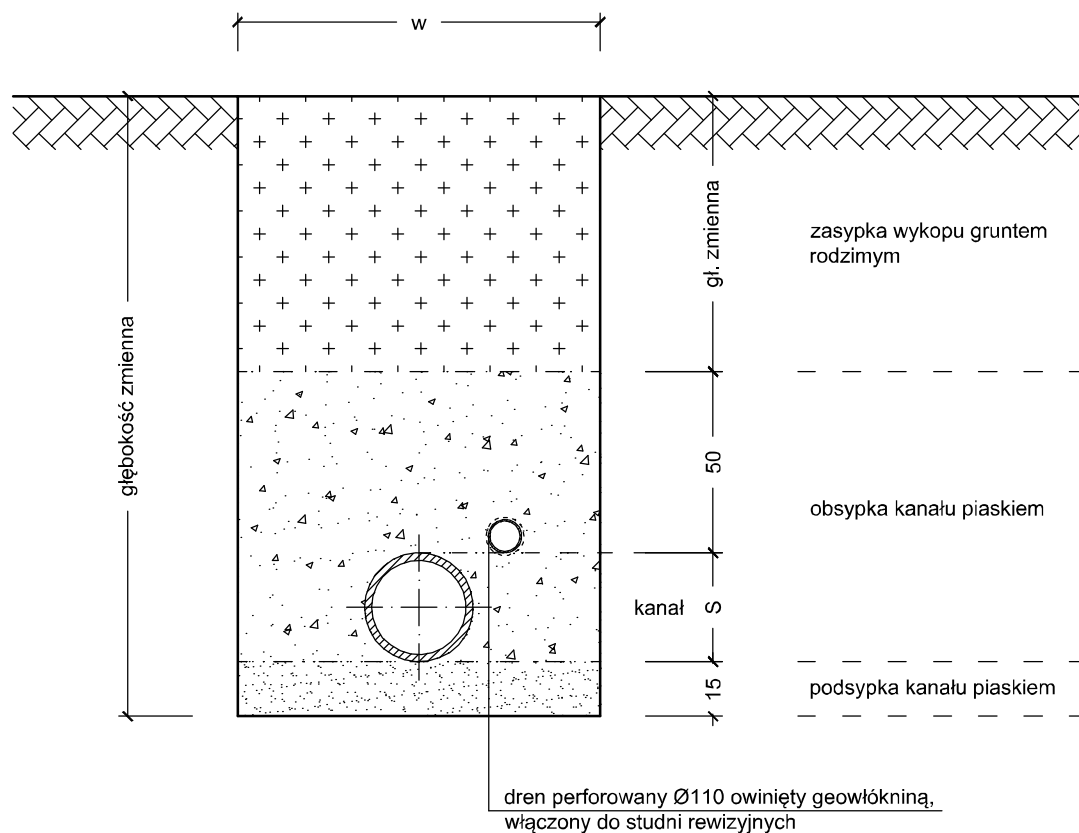 w
głębokość zmienna
gł. zmienna
zasypka wykopu gruntem
rodzimym
50
obsypka kanału piaskiem
kanał
S
15
podsypka kanału piaskiem
dren perforowany Ø110 owinięty geowłókniną,
włączony do studni rewizyjnych